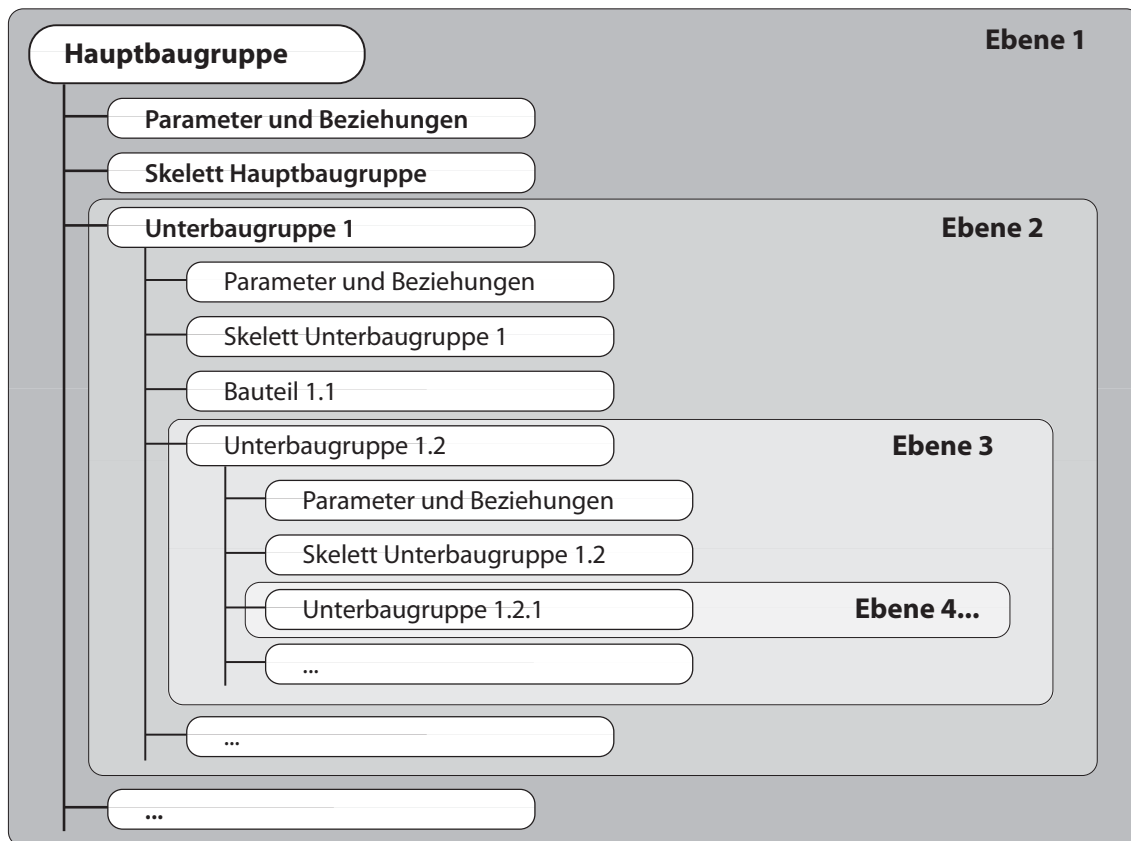 Hauptbaugruppe
Ebene 1
Parameter und Beziehungen
Skelett Hauptbaugruppe
Unterbaugruppe 1
Ebene 2
Parameter und Beziehungen
Skelett Unterbaugruppe 1
Bauteil 1.1
Unterbaugruppe 1.2
Ebene 3
Parameter und Beziehungen
Skelett Unterbaugruppe 1.2
Unterbaugruppe 1.2.1
Ebene 4...
...
...
...